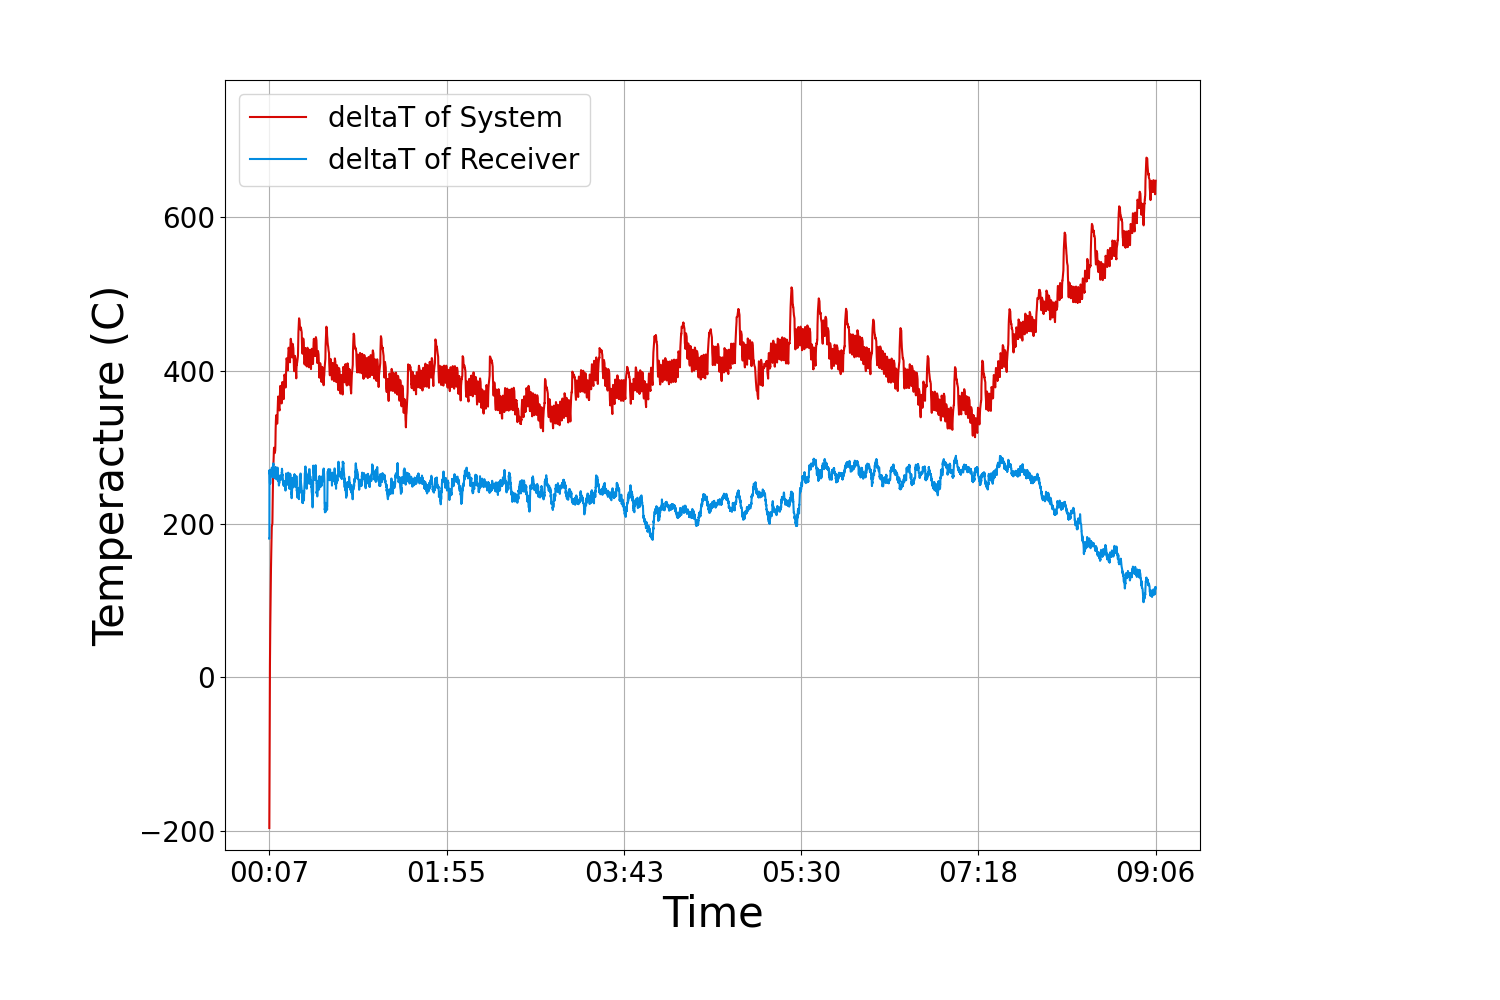 deltaT of System
deltaT of Receiver
Temperacture (C)
600
400
200
0
−200
00:07 01:55 03:43 05:30 07:18 09:06
Time